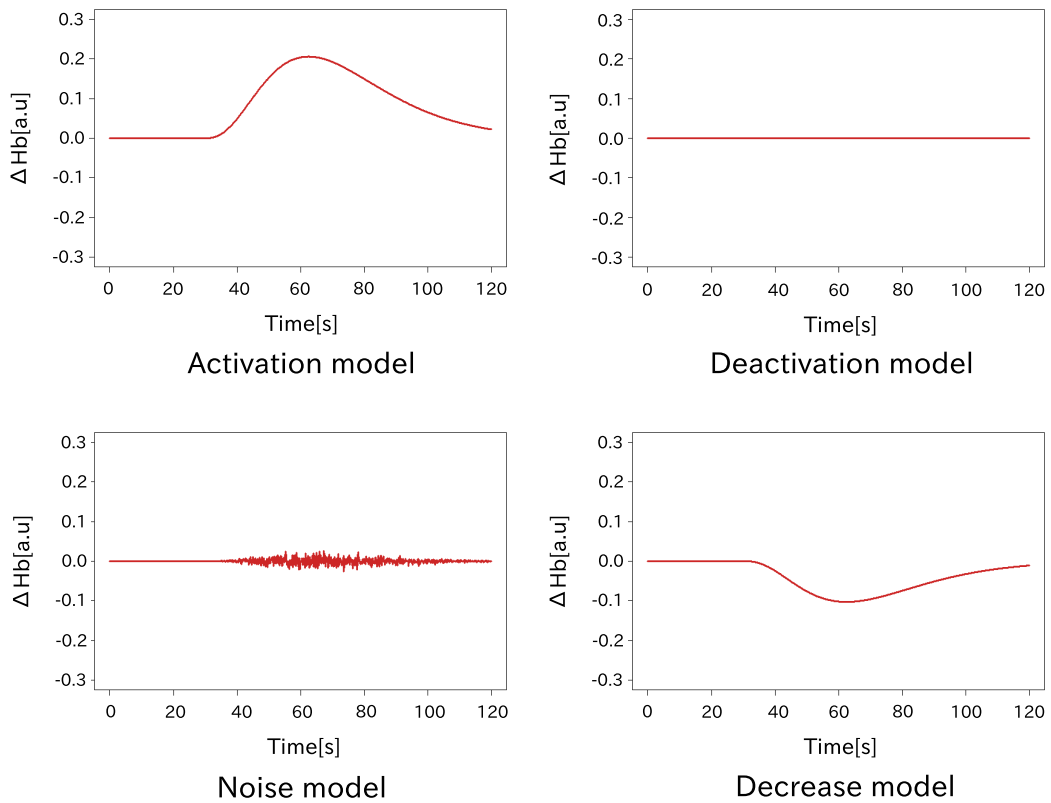 0.3
0.2
0.1
0.0
-0.1
-0.2
-0.3
Δ Hb[a.u]
0 20 40 60 80 100 120
Time[s]
Activation model
0.3
0.2
0.1
0.0
-0.1
-0.2
-0.3
Δ Hb[a.u]
0 20 40 60 80 100 120
Time[s]
Deactivation model
0.3
0.2
0.1
0.0
-0.1
-0.2
-0.3
Δ Hb[a.u]
0 20 40 60 80 100 120
Time[s]
Noise model
0.3
0.2
0.1
0.0
-0.1
-0.2
-0.3
Δ Hb[a.u]
0 20 40 60 80 100 120
Time[s]
Decrease model